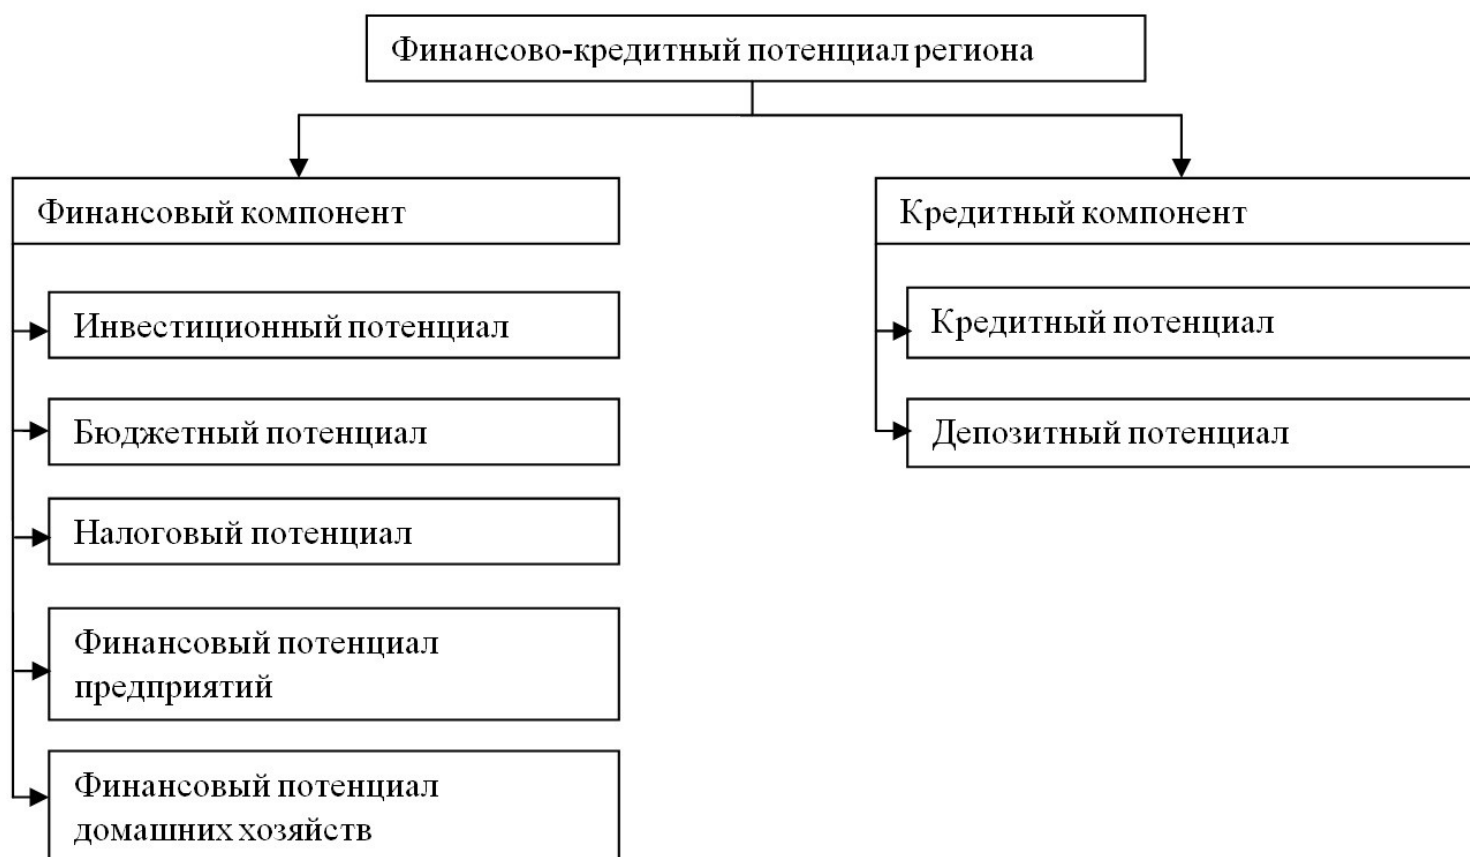 Финансово-кредитный потенциал региона
Финансовый компонент
Инвестиционный потенциал
Бюджетный потенциал
Налоговый потенциал
Финансовый потенциал
предприятий
Финансовый потенциал
домашних хозяйств
Кредитный компонент
Кредитный потенциал
Депозитный потенциал